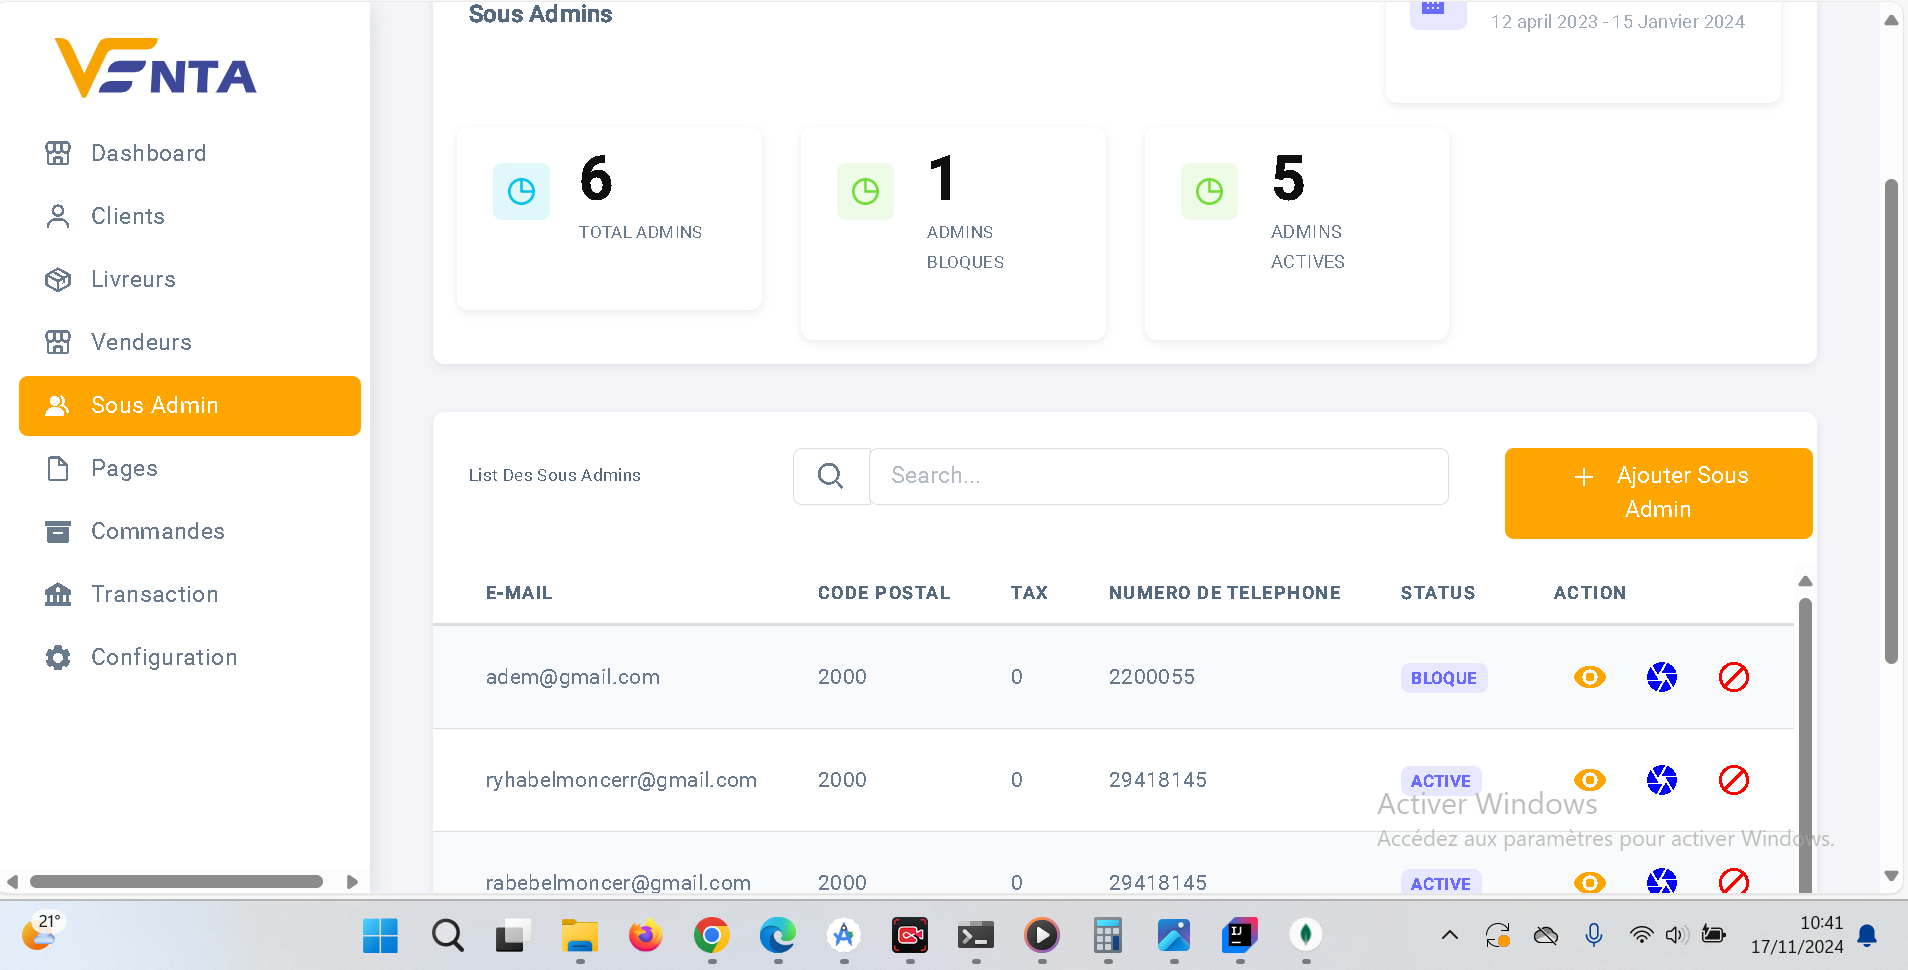 Sous Admins
12 april 2023 - 15 Janvier 2024
VENTA
Dashboard
Clients
Livreurs
Vendeurs
Sous Admin
Pages
Commandes
Transaction
Configuration
6
TOTAL ADMINS
1
ADMINS
BLOQUES
5
ADMINS
ACTIVES
List Des Sous Admins
Search...
Ajouter Sous
Admin
E-MAIL CODE POSTAL TAX NUMERO DE TELEPHONE STATUS ACTION
adem@gmail.com 2000 0 2200055 BLOQUE
ryhabelmoncerr@gmail.com 2000 0 29418145 ACTIVE
Activer Windows
Accédez aux paramètres pour activer Windows.
rabebelmoncer@gmail.com 2000 0 29418145 ACTIVE
21°
IJ
10:41
17/11/2024